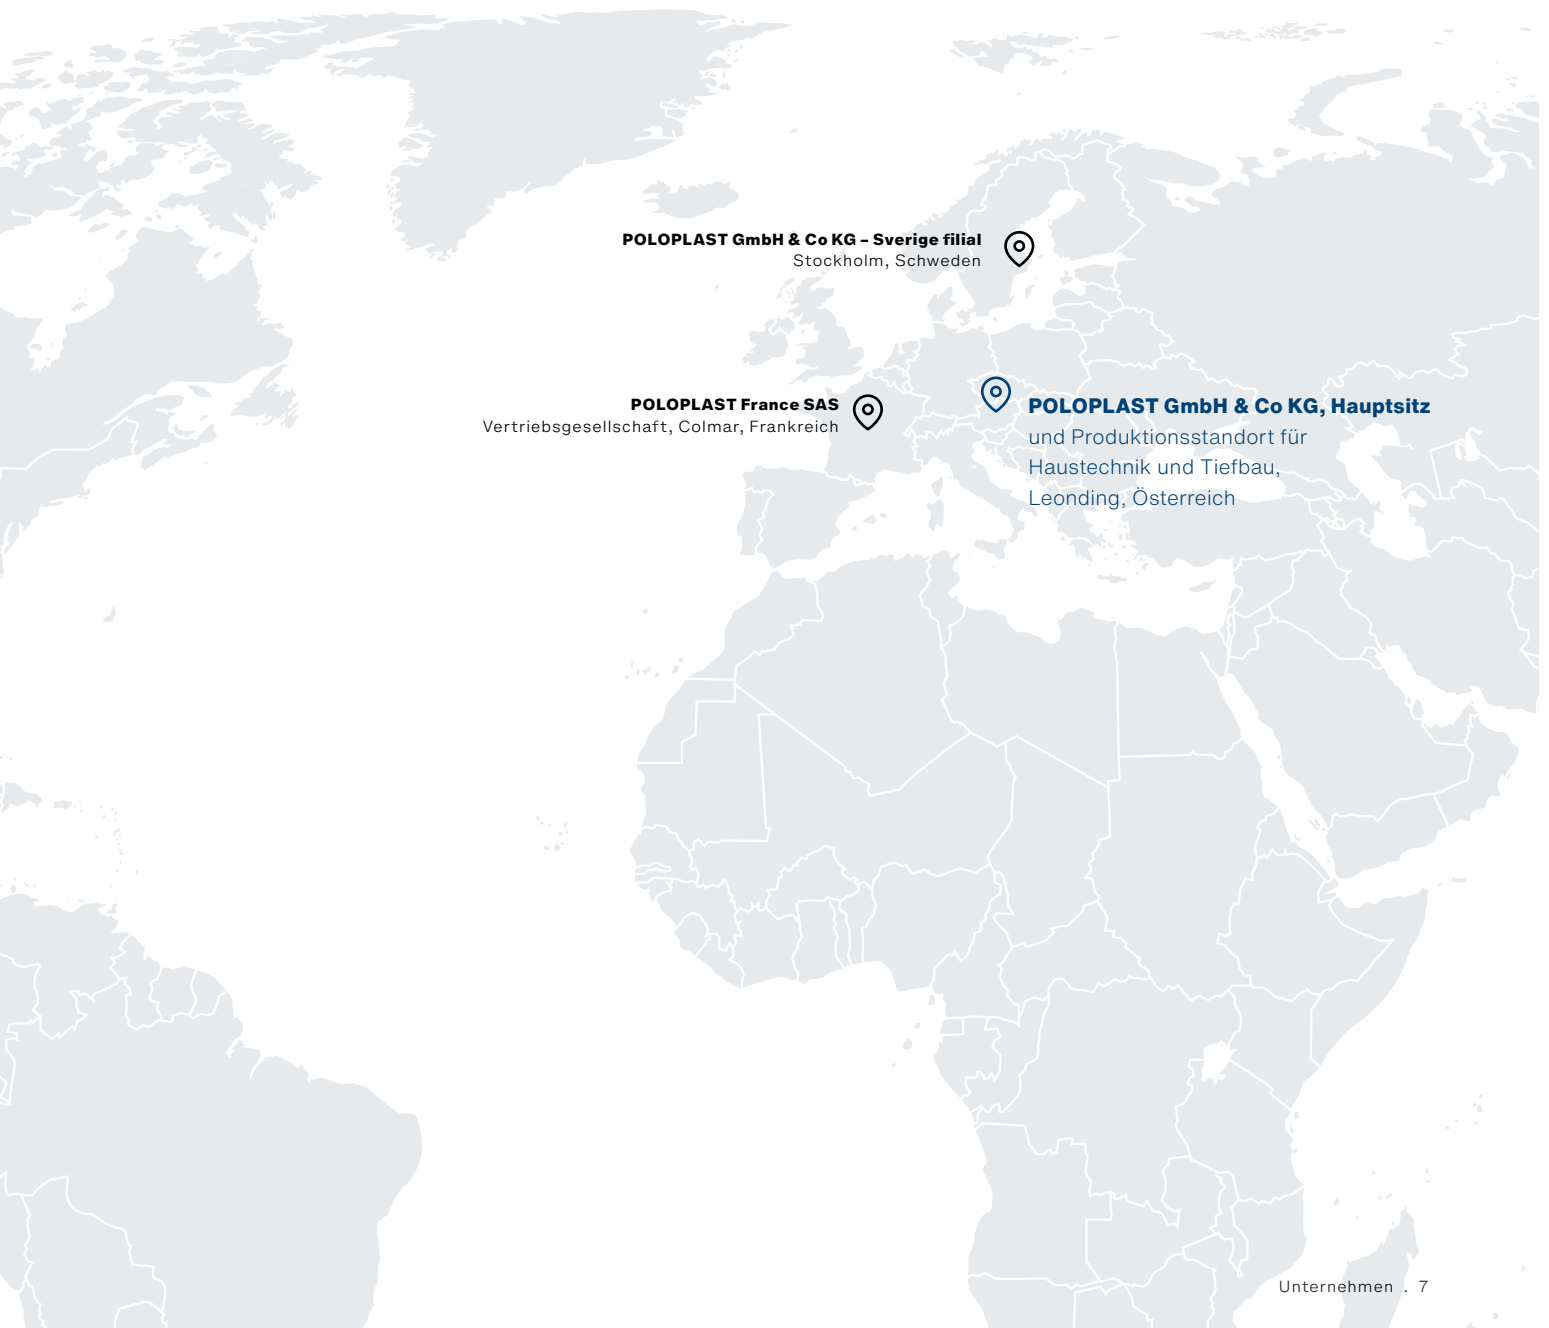 POLOPLAST GmbH & Co KG – Sverige filial
Stockholm, Schweden
POLOPLAST France SAS
Vertriebsgesellschaft, Colmar, Frankreich
POLOPLAST GmbH & Co KG, Hauptsitz
und Produktionsstandort für
Haustechnik und Tiefbau,
Leonding, Österreich
Unternehmen . 7